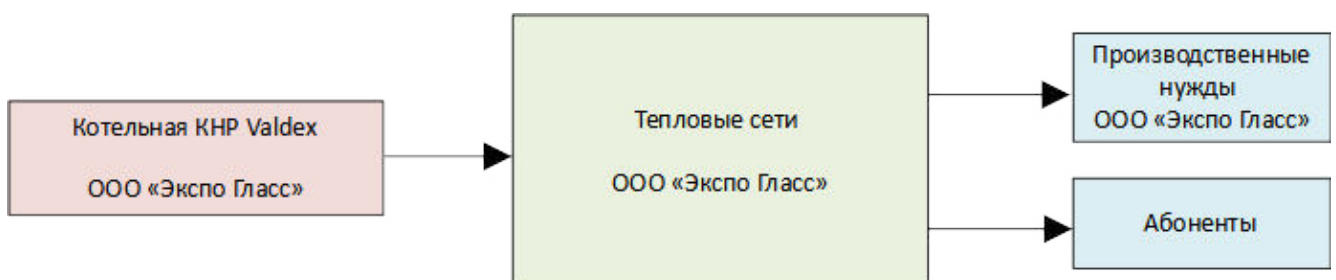 Котельная КНР Valdex
ООО «Экспо Гласс»
Тепловые сети
ООО «Экспо Гласс»
Производственные
нужды
ООО «Экспо Гласс»
Абоненты